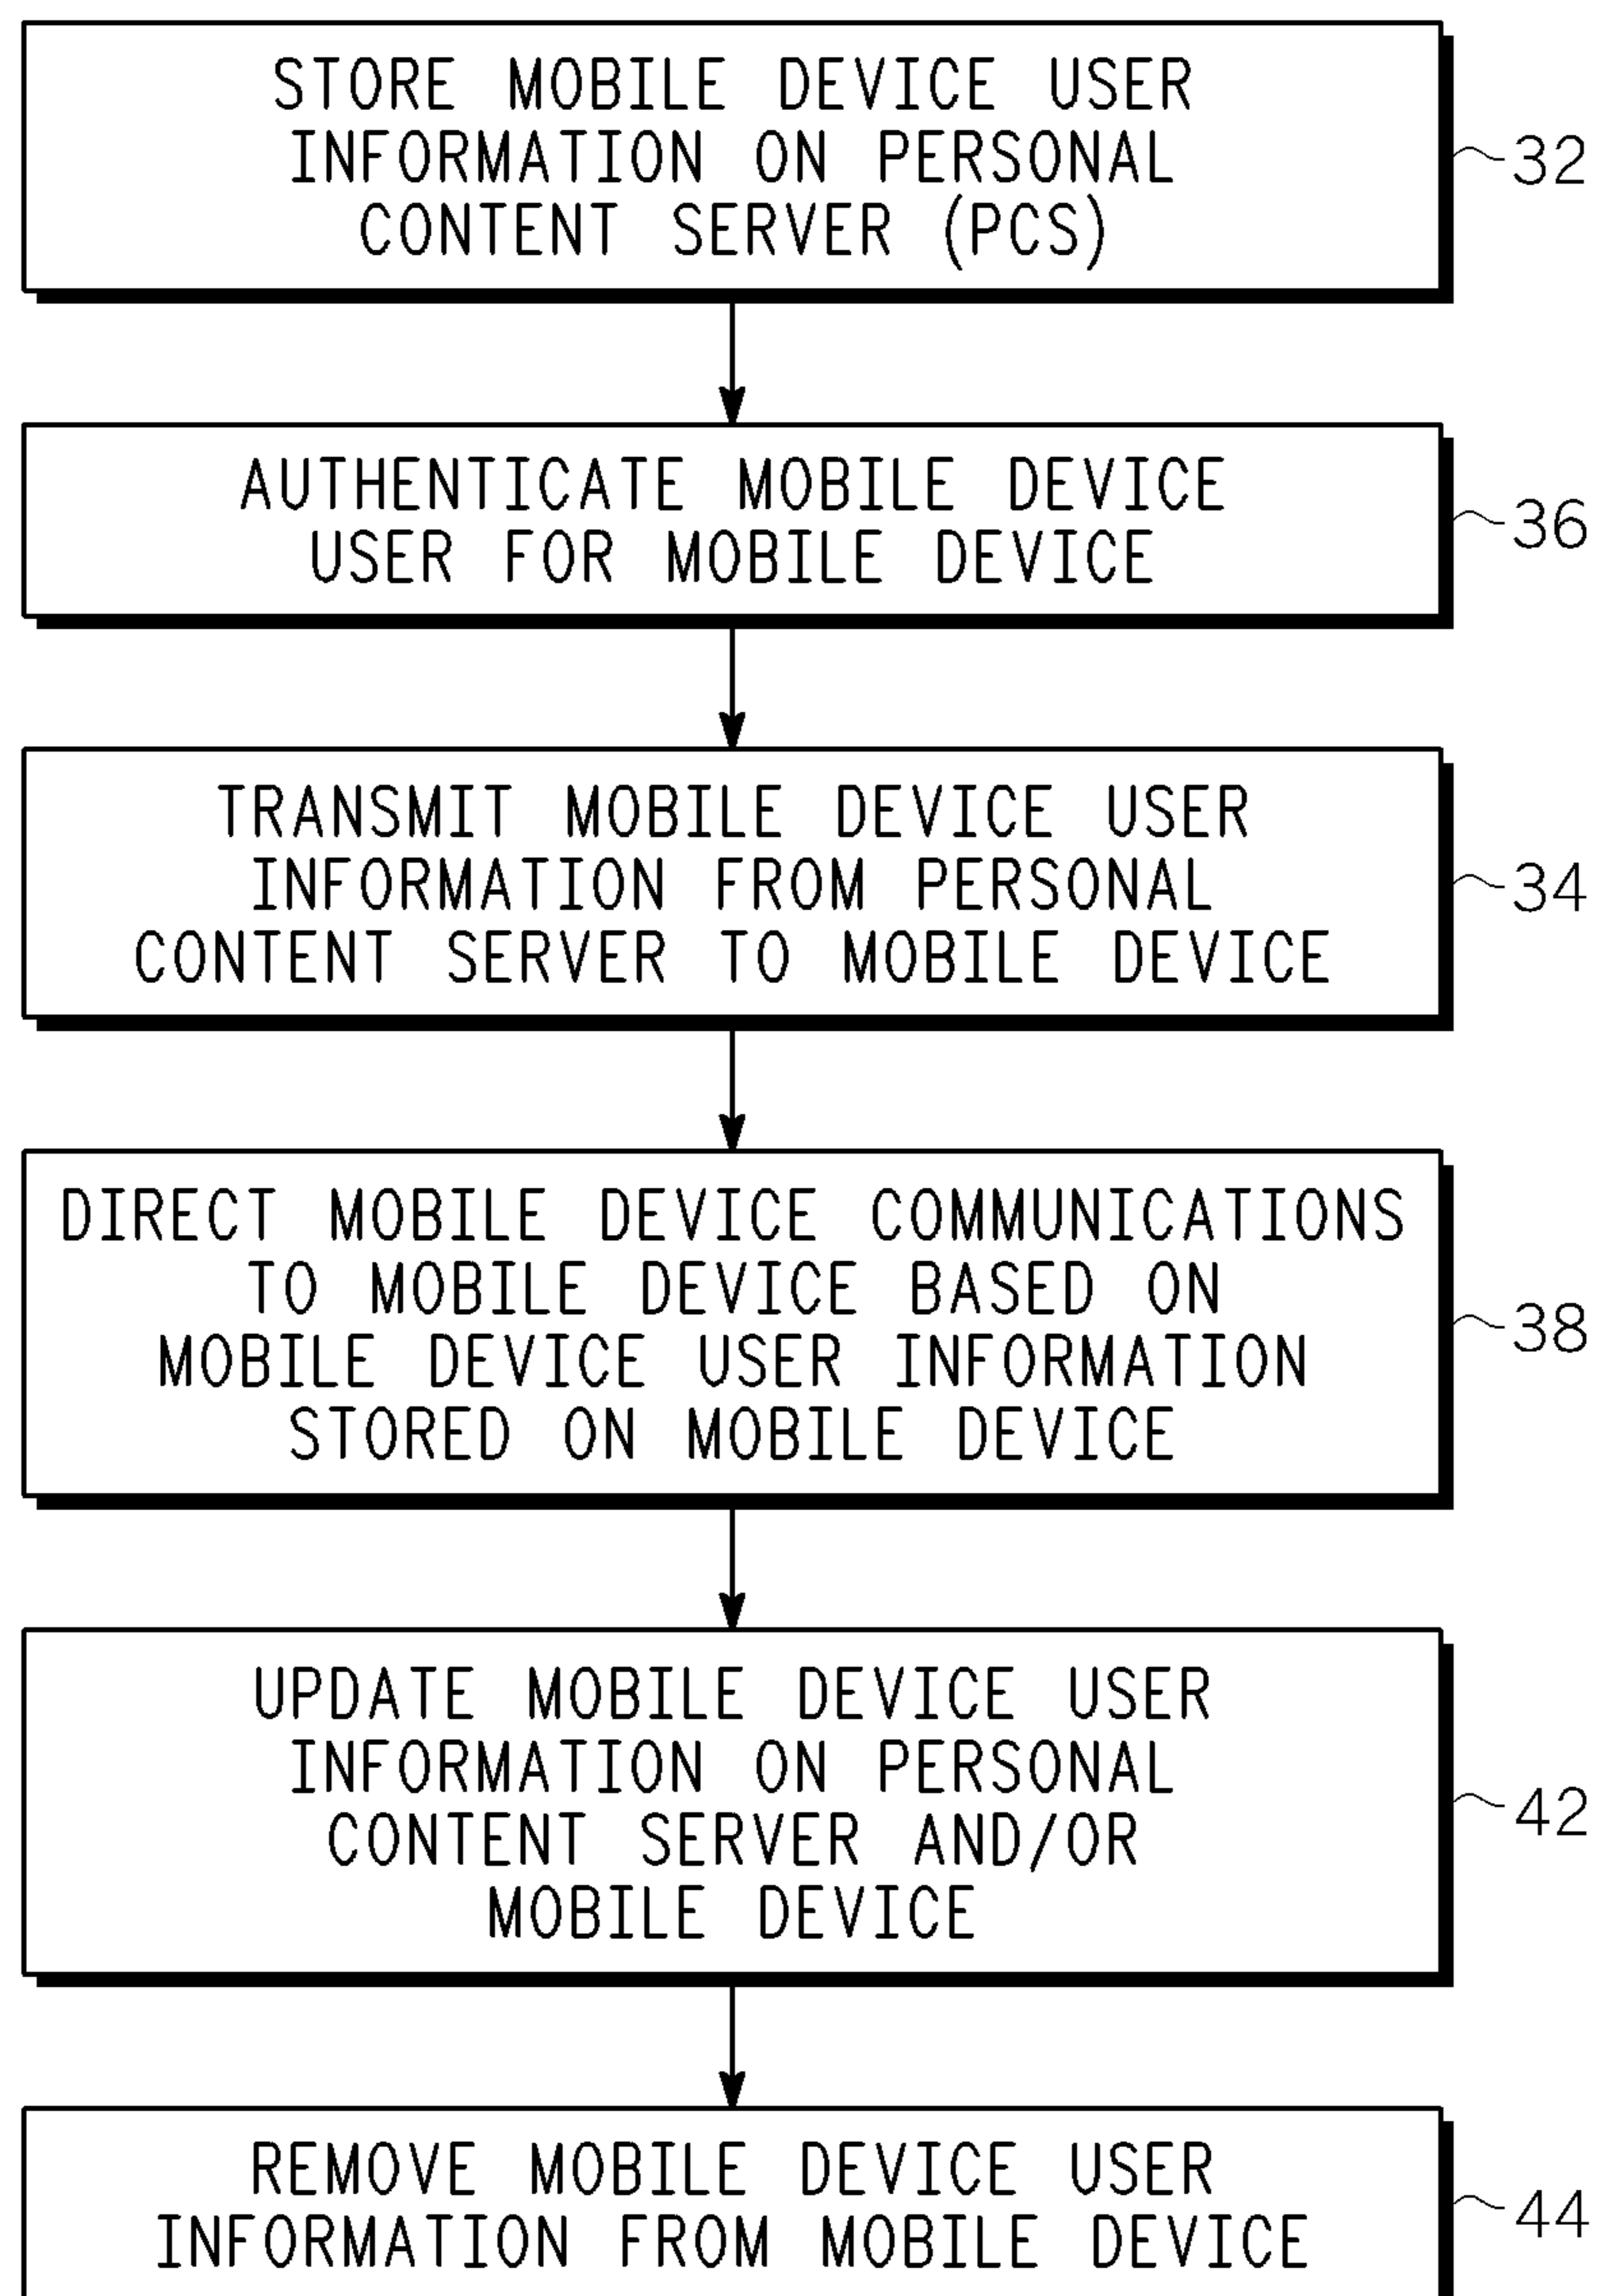 STORE MOBILE DEVICE USER
INFORMATION ON PERSONAL
CONTENT SERVER (PCS)
32
AUTHENTICATE MOBILE DEVICE
USER FOR MOBILE DEVICE
36
TRANSMIT MOBILE DEVICE USER
INFORMATION FROM PERSONAL
CONTENT SERVER TO MOBILE DEVICE
34
DIRECT MOBILE DEVICE COMMUNICATIONS
TO MOBILE DEVICE BASED ON
MOBILE DEVICE USER INFORMATION
STORED ON MOBILE DEVICE
38
UPDATE MOBILE DEVICE USER
INFORMATION ON PERSONAL
CONTENT SERVER AND/OR
MOBILE DEVICE
42
REMOVE MOBILE DEVICE USER
INFORMATION FROM MOBILE DEVICE
44